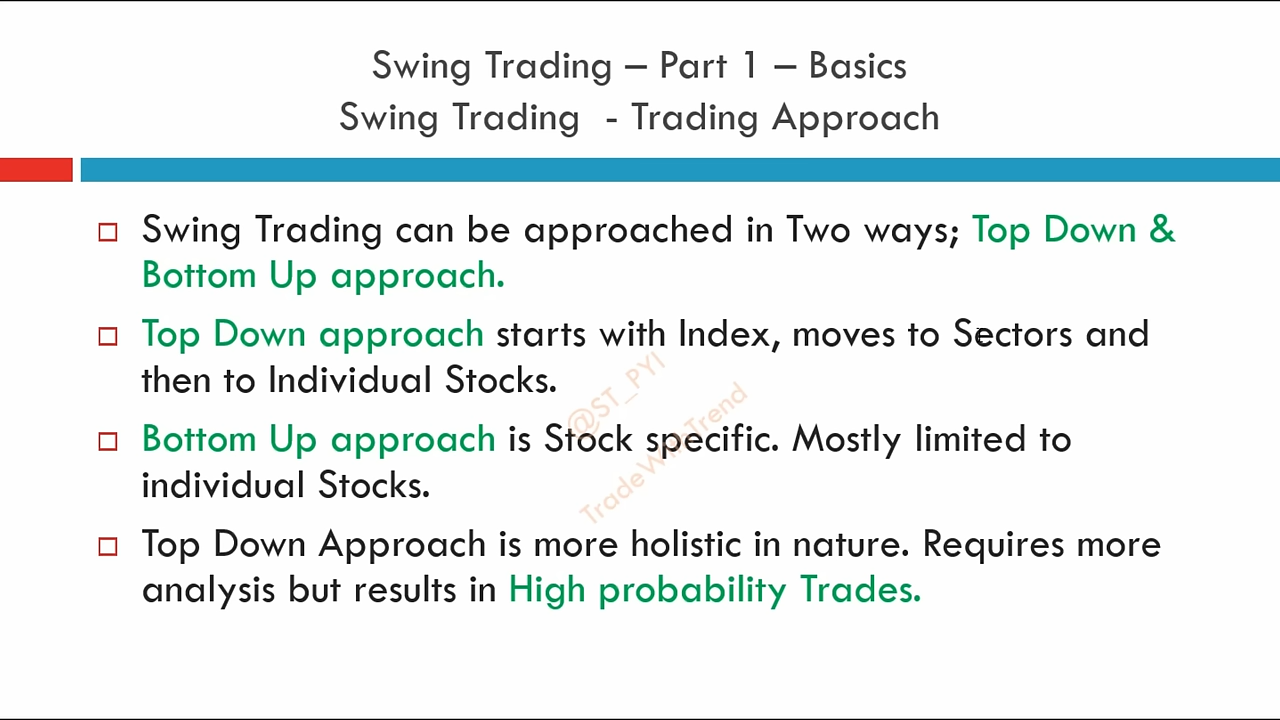 Swing Trading – Part 1 – Basics
Swing Trading - Trading Approach
Swing Trading can be approached in Two ways; Top Down &
Bottom Up approach.
Top Down approach starts with Index, moves to Sectors and
then to Individual Stocks.
Bottom Up approach is Stock specific. Mostly limited to
individual Stocks.
Top Down Approach is more holistic in nature. Requires more
analysis but results in High probability Trades.
@ST_PYI
TradeWithTrend